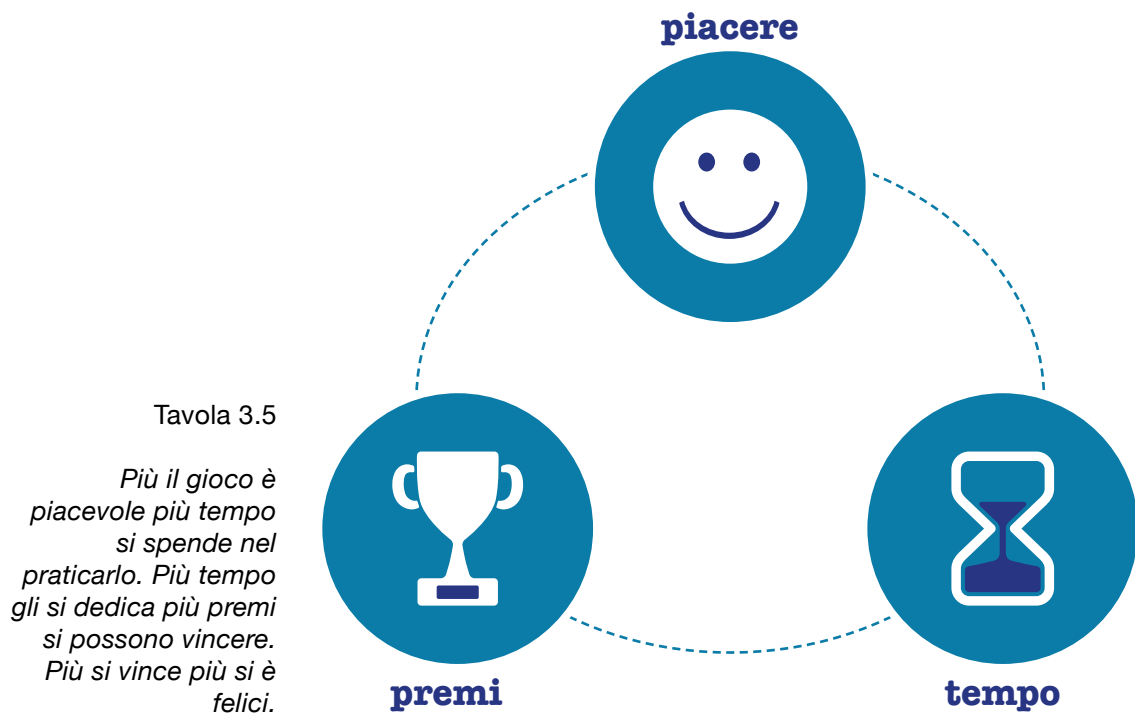 piacere
Tavola 3.5
Più il gioco è
piacevole più tempo
si spende nel
praticarlo. Più tempo
gli si dedica più premi
si possono vincere.
Più si vince più si è
felici.
premi
tempo